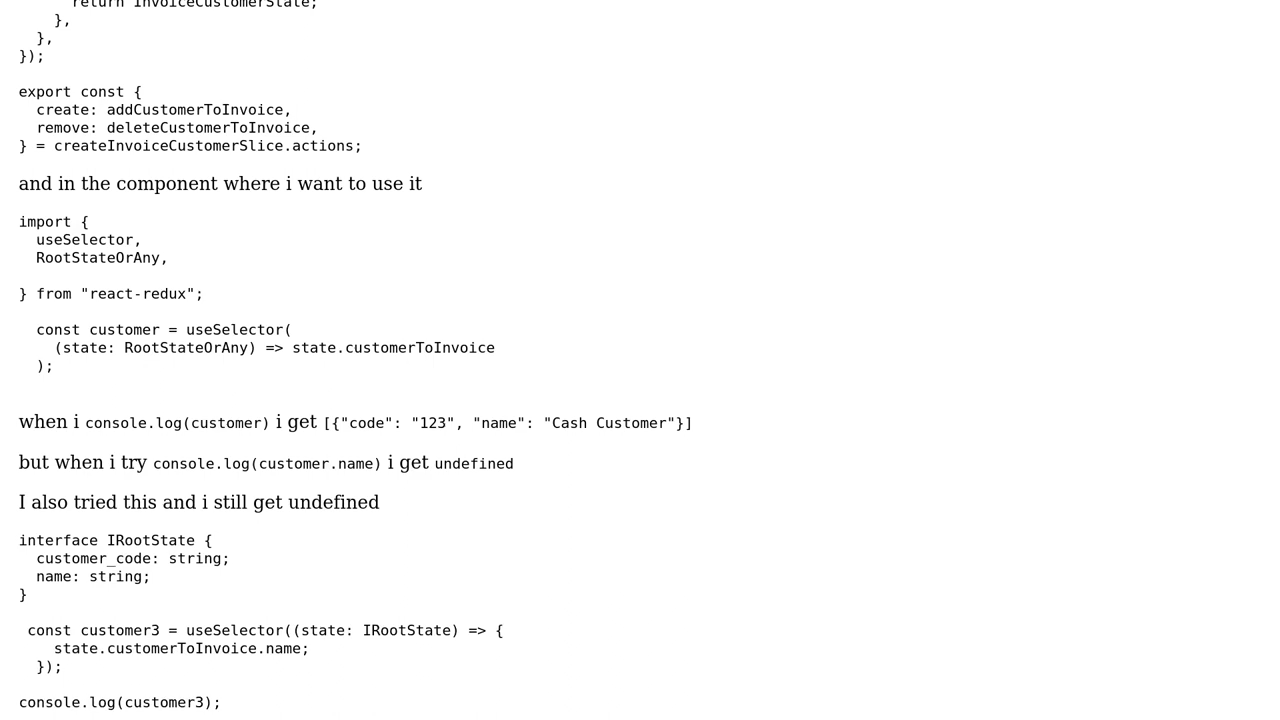 return InvoiceCustomerState;
},
},
});
export const {
create: addCustomerToInvoice,
remove: deleteCustomerToInvoice,
} = createInvoiceCustomerSlice.actions;
and in the component where i want to use it
import {
useSelector,
RootStateOrAny,
} from "react-redux";
const customer = useSelector(
(state: RootStateOrAny) => state.customerToInvoice
);
when i console.log(customer) i get [{"code": "123", "name": "Cash Customer"}]
but when i try console.log(customer.name) i get undefined
I also tried this and i still get undefined
interface IRootState {
customer_code: string;
name: string;
}
const customer3 = useSelector((state: IRootState) => {
state.customerToInvoice.name;
});
console.log(customer3);